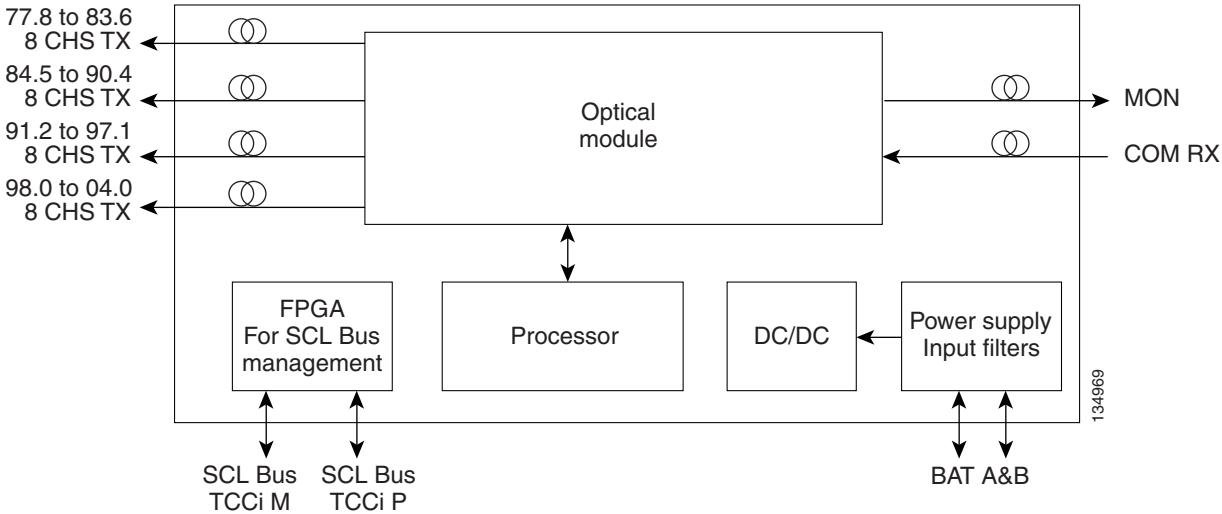 77.8 to 83.6
8 CHS TX
84.5 to 90.4
8 CHS TX
91.2 to 97.1
8 CHS TX
98.0 to 04.0
8 CHS TX
Optical
module
MON
COM RX
FPGA
For SCL Bus
management
Processor
DC/DC
Power supply
Input filters
134969
SCL Bus
TCCi M
SCL Bus
TCCi P
BAT A&B